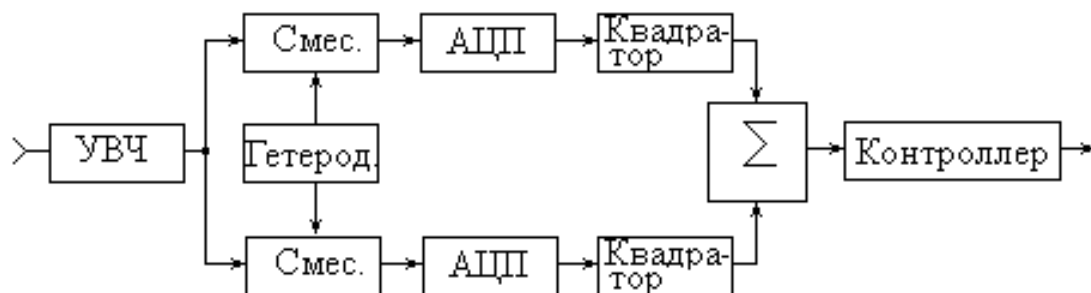 Смес.
АЦП
Квадра-
тор
УВЧ
Гетерод.
Σ
Контроллер
Смес.
АЦП
Квадра-
тор